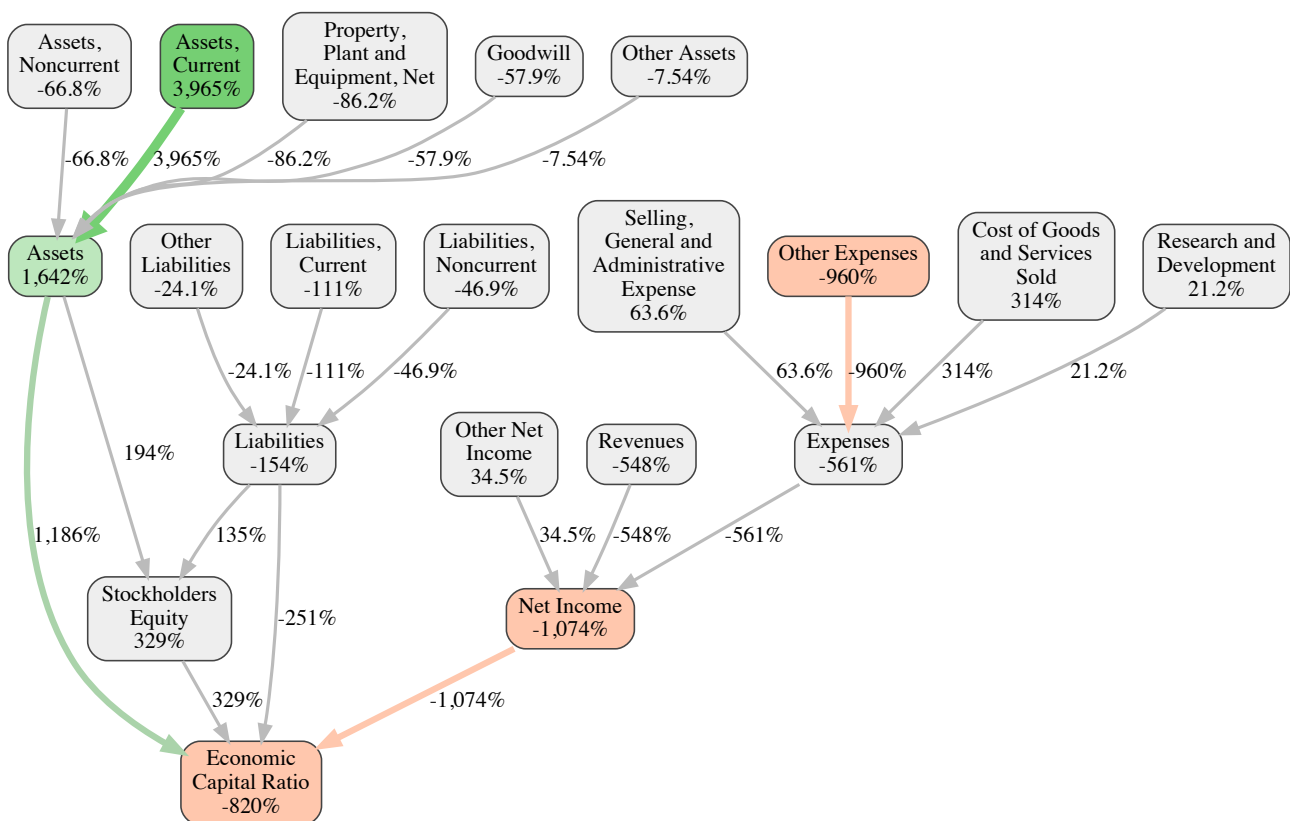 Assets,
Noncurrent
-66.8%
Assets,
Current
3,965%
Property,
Plant and
Equipment, Net
-86.2%
Goodwill
-57.9%
Other Assets
-7.54%
-66.8%
3,965%
-86.2%
-57.9%
-7.54%
Assets
1,642%
Other
Liabilities
-24.1%
Liabilities,
Current
-111%
Liabilities,
Noncurrent
-46.9%
Selling,
General and
Administrative
Expense
63.6%
Other Expenses
-960%
Cost of Goods
and Services
Sold
314%
Research and
Development
21.2%
-24.1%
-111%
-46.9%
63.6%
-960%
314%
21.2%
194%
Liabilities
-154%
Other Net
Income
34.5%
Revenues
-548%
Expenses
-561%
1,186%
135%
34.5%
-548%
-561%
Stockholders
Equity
329%
-251%
Net Income
-1,074%
329%
-1,074%
Economic
Capital Ratio
-820%